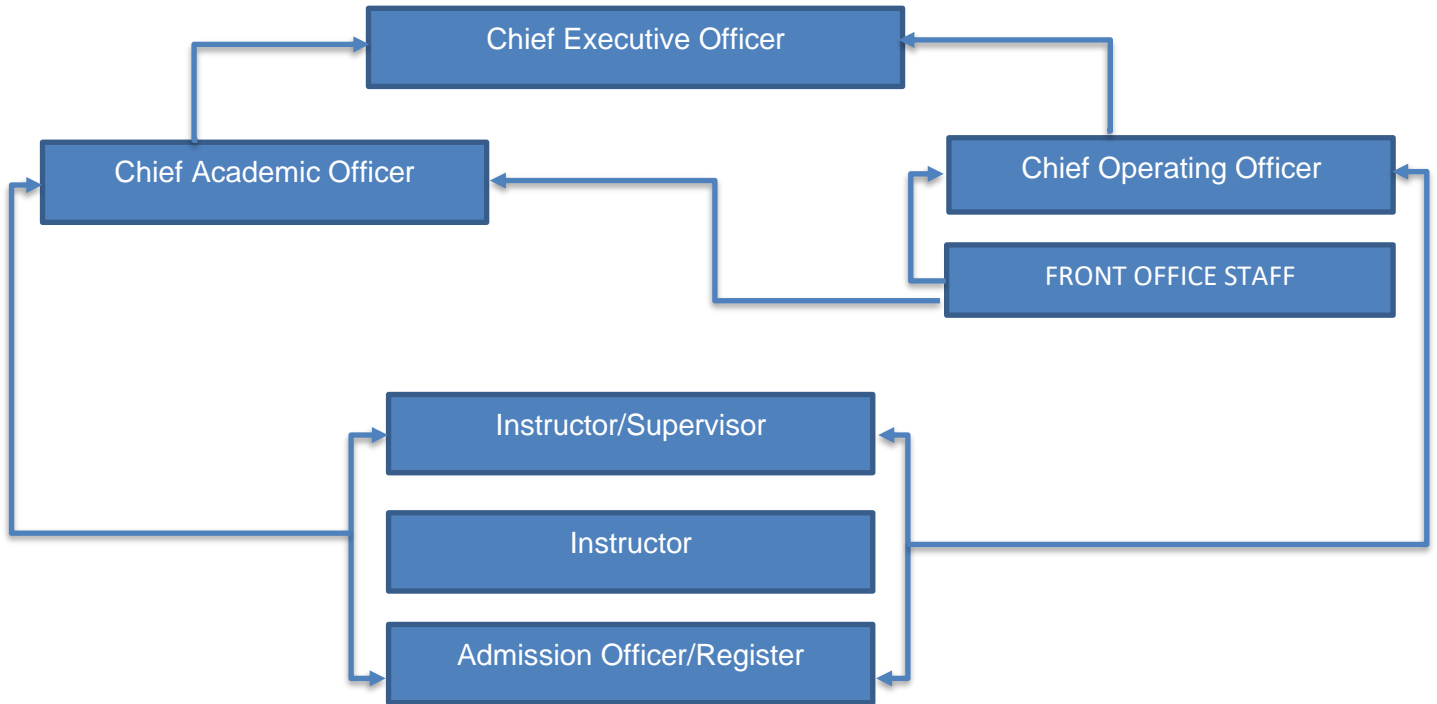 Chief Executive Officer
Chief Academic Officer
Chief Operating Officer
FRONT OFFICE STAFF
Instructor/Supervisor
Instructor
Admission Officer/Register